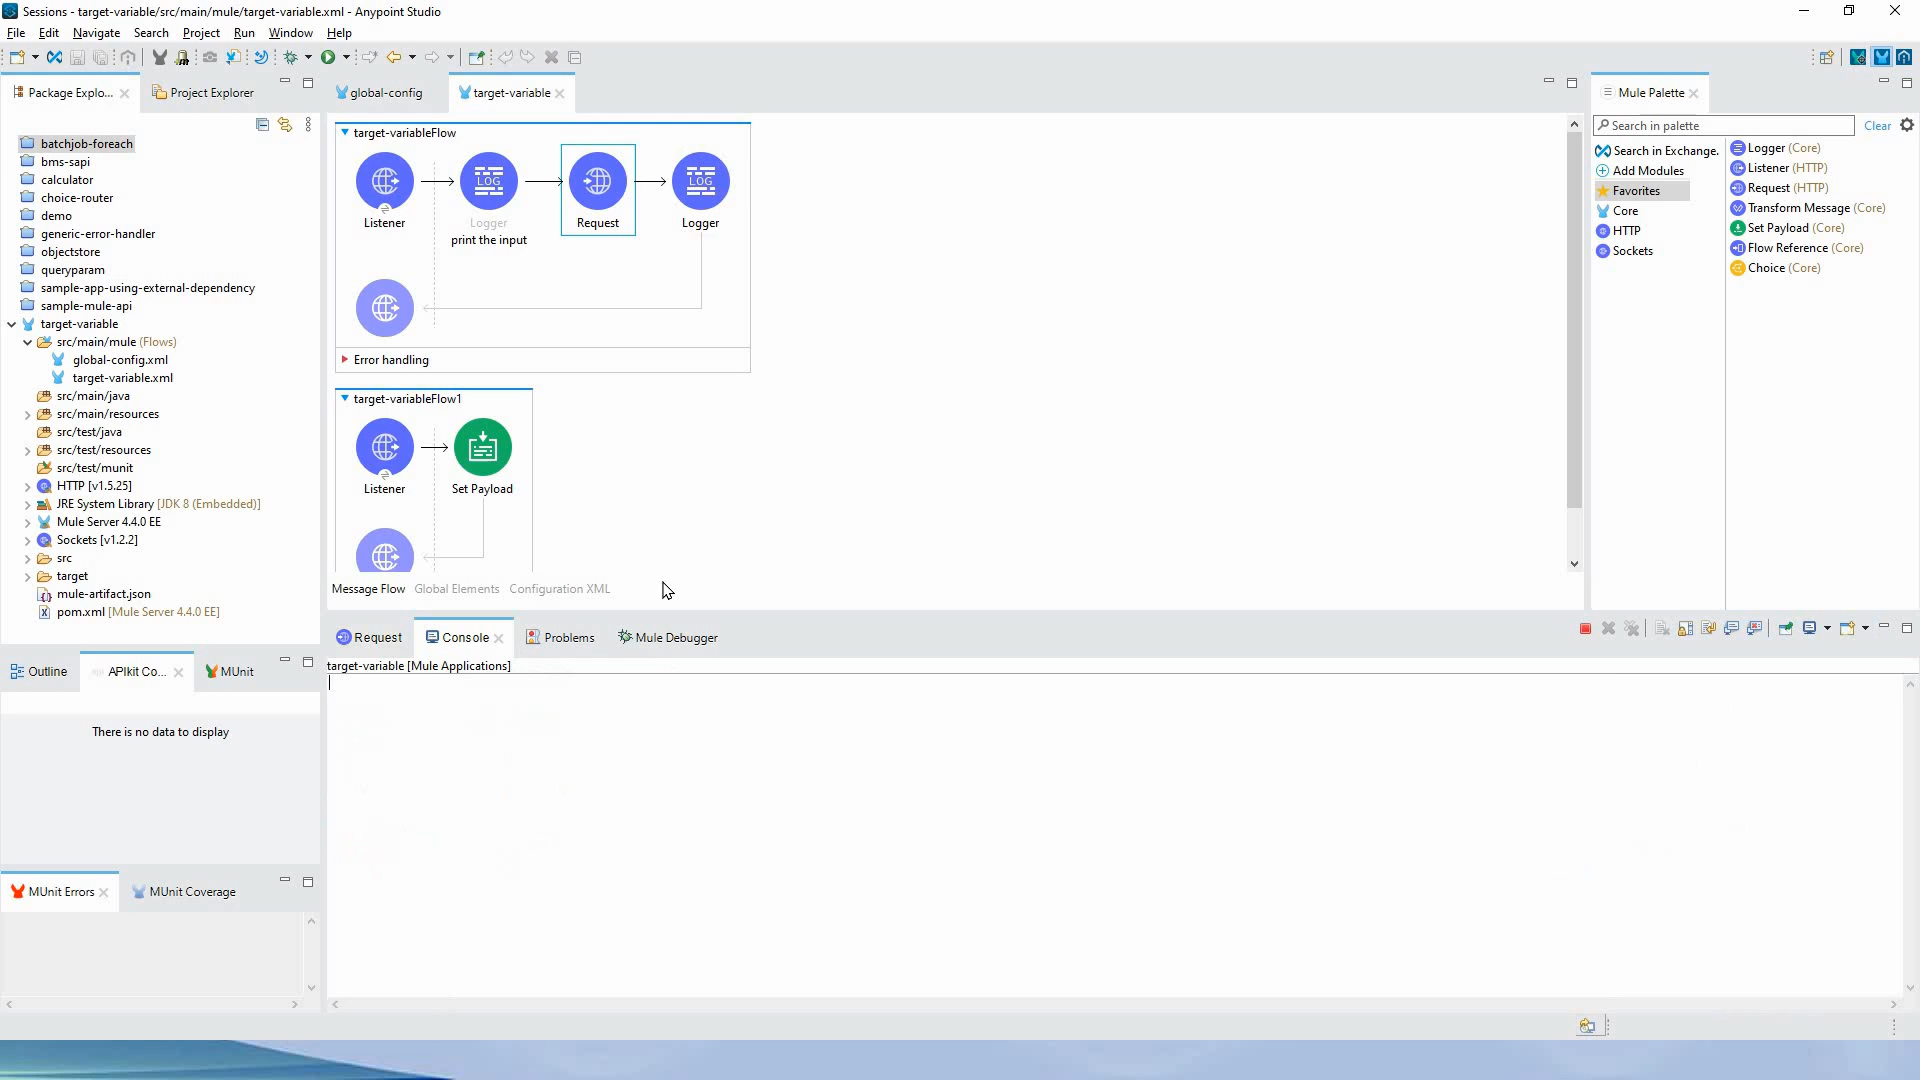 Sessions - target-variable/src/main/mule/target-variable.xml - Anypoint Studio
File Edit Navigate Search Project Run Window Help
Package Explo... Project Explorer
batchjob-foreach
bms-sapi
calculator
choice-router
demo
generic-error-handler
objectstore
queryparam
sample-app-using-external-dependency
sample-mule-api
target-variable
src/main/mule (Flows)
global-config.xml
target-variable.xml
src/main/java
src/main/resources
src/test/java
src/test/resources
src/test/munit
HTTP [v1.5.25]
JRE System Library [JDK 8 (Embedded)]
Mule Server 4.4.0 EE
Sockets [v1.2.2]
src
target
mule-artifact.json
pom.xml [Mule Server 4.4.0 EE]
global-config target-variable
target-variableFlow
LOG LOG
Listener Logger Request Logger
print the input
Error handling
target-variableFlow1
Listener Set Payload
Message Flow Global Elements Configuration XML
Mule Palette
Search in palette Clear
Search in Exchange.
Add Modules
Favorites
Core
HTTP
Sockets
Logger (Core)
Listener (HTTP)
Request (HTTP)
Transform Message (Core)
Set Payload (Core)
Flow Reference (Core)
Choice (Core)
Request Console Problems Mule Debugger
target-variable [Mule Applications]
Outline APIkit Co... MUnit
There is no data to display
MUnit Errors MUnit Coverage